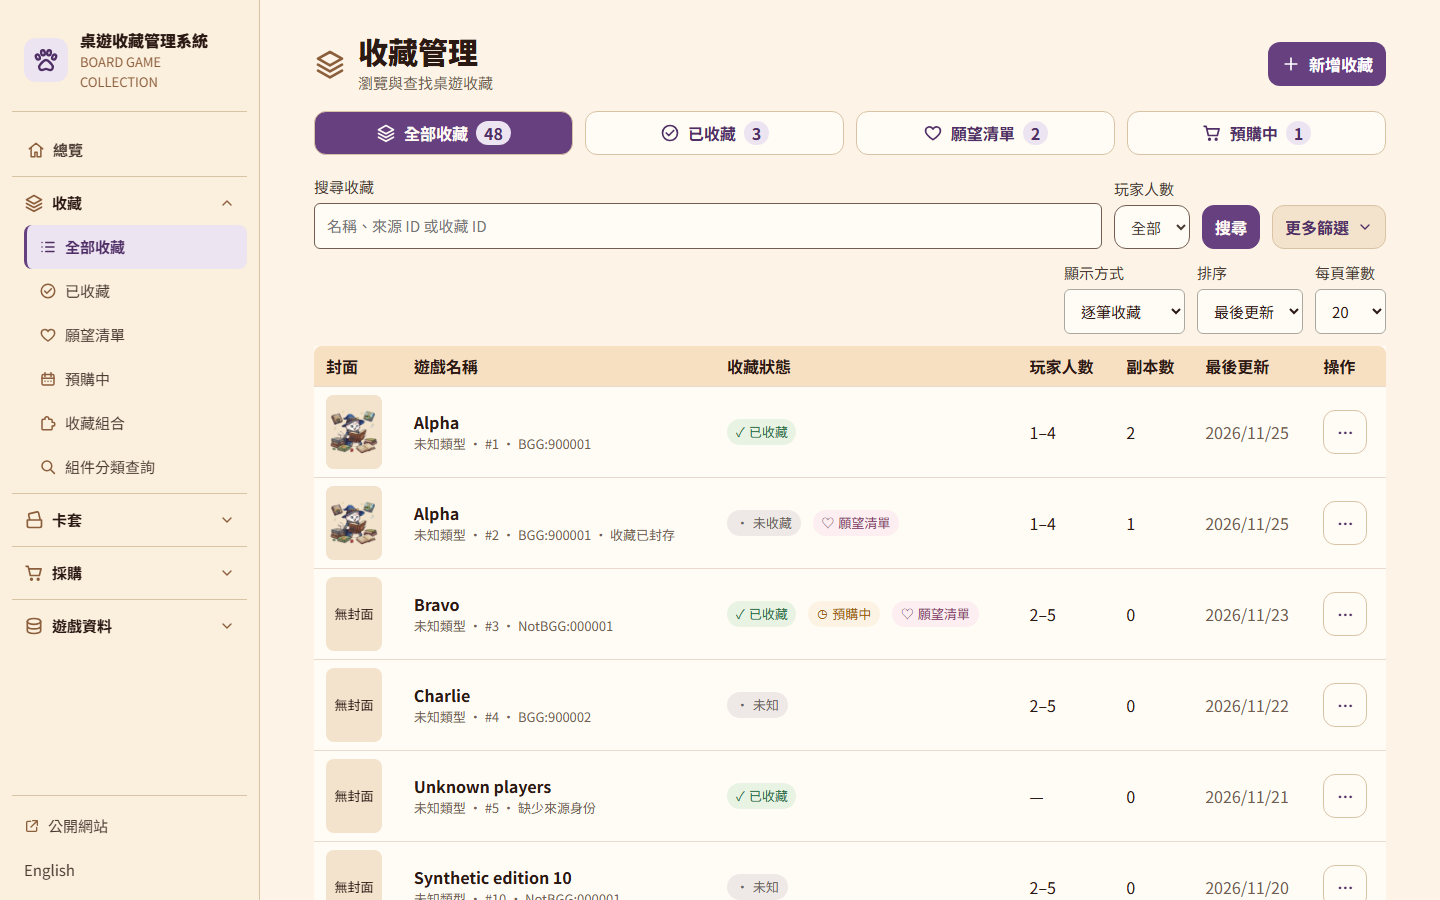 桌遊收藏管理系統
BOARD GAME
COLLECTION
總覽
收藏
全部收藏
已收藏
願望清單
預購中
收藏組合
組件分類查詢
卡套
採購
遊戲資料
公開網站
English
收藏管理
瀏覽與查找桌遊收藏
新增收藏
全部收藏 48
已收藏 3
願望清單 2
預購中 1
搜尋收藏
名稱、來源 ID 或收藏 ID
玩家人數
全部
搜尋
更多篩選
顯示方式
逐筆收藏
排序
最後更新
每頁筆數
20
封面 遊戲名稱 收藏狀態 玩家人數 副本數 最後更新 操作
Alpha
未知類型 · #1 · BGG:900001
✓ 已收藏
1–4
2
2026/11/25
Alpha
未知類型 · #2 · BGG:900001 · 收藏已封存
· 未收藏
♡ 願望清單
1–4
1
2026/11/25
無封面
Bravo
未知類型 · #3 · NotBGG:000001
✓ 已收藏
◷ 預購中
♡ 願望清單
2–5
0
2026/11/23
無封面
Charlie
未知類型 · #4 · BGG:900002
· 未知
2–5
0
2026/11/22
無封面
Unknown players
未知類型 · #5 · 缺少來源身份
✓ 已收藏
—
0
2026/11/21
無封面
Synthetic edition 10
未知類型 · #10 · NotBGG:000001
· 未知
2–5
0
2026/11/20